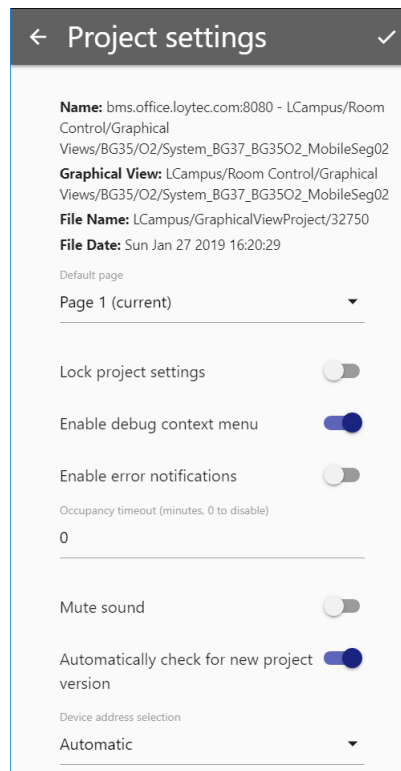 Project settings
Name: bms.office.loytec.com:8080 - LCampus/Room
Control/Graphical
Views/BG35/O2/System_BG37_BG35O2_MobileSeg02
Graphical View: LCampus/Room Control/Graphical
Views/BG35/O2/System_BG37_BG35O2_MobileSeg02
File Name: LCampus/GraphicalViewProject/32750
File Date: Sun Jan 27 2019 16:20:29
Default page
Page 1 (current)
Lock project settings
Enable debug context menu
Enable error notifications
Occupancy timeout (minutes, 0 to disable)
0
Mute sound
Automatically check for new project
version
Device address selection
Automatic